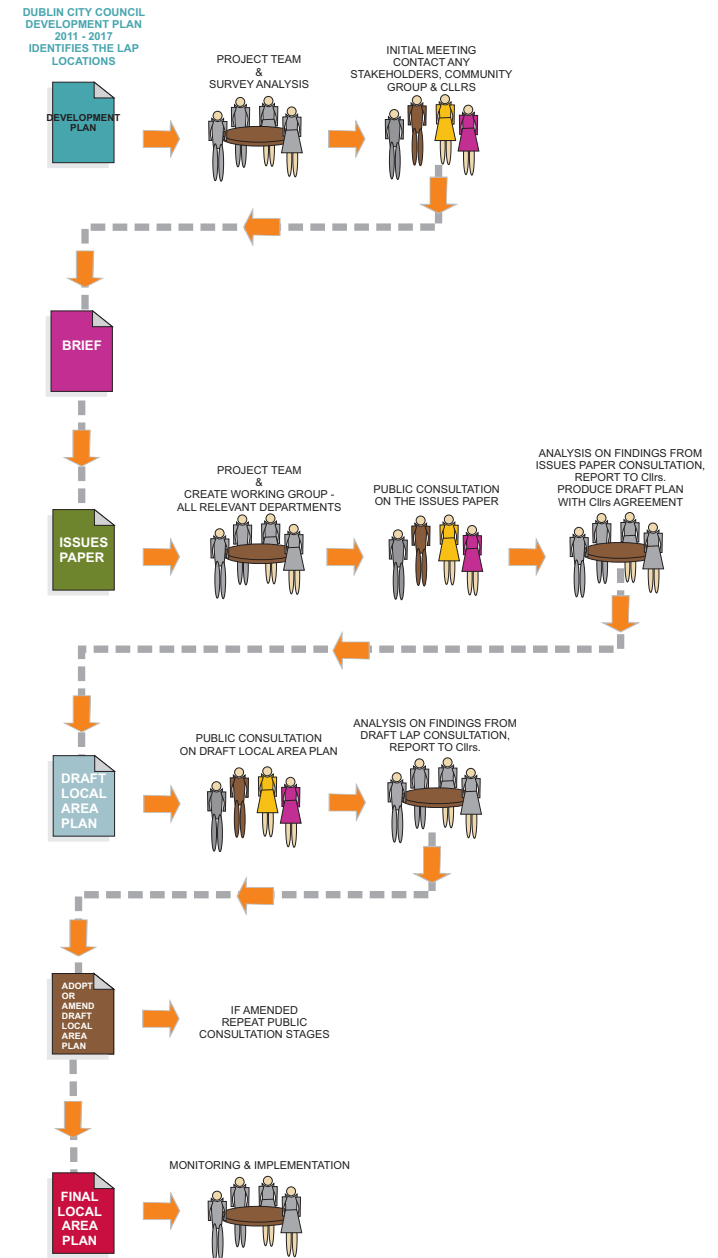 DUBLIN CITY COUNCIL
DEVELOPMENT PLAN
2011 - 2017
IDENTIFIES THE LAP
LOCATIONS
DEVELOPMENT
PLAN
PROJECT TEAM
&
SURVEY ANALYSIS
INITIAL MEETING
CONTACT ANY
STAKEHOLDERS, COMMUNITY
GROUP & CLLRS
BRIEF
ISSUES
PAPER
PROJECT TEAM
&
CREATE WORKING GROUP -
ALL RELEVANT DEPARTMENTS
PUBLIC CONSULTATION
ON THE ISSUES PAPER
ANALYSIS ON FINDINGS FROM
ISSUES PAPER CONSULTATION,
REPORT TO Cllrs.
PRODUCE DRAFT PLAN
WITH Cllrs AGREEMENT
DRAFT
LOCAL
AREA
PLAN
PUBLIC CONSULTATION
ON DRAFT LOCAL AREA PLAN
ANALYSIS ON FINDINGS FROM
DRAFT LAP CONSULTATION,
REPORT TO Cllrs.
ADOPT
OR
AMEND
DRAFT
LOCAL
AREA
PLAN
IF AMENDED
REPEAT PUBLIC
CONSULTATION STAGES
FINAL
LOCAL
AREA
PLAN
MONITORING & IMPLEMENTATION